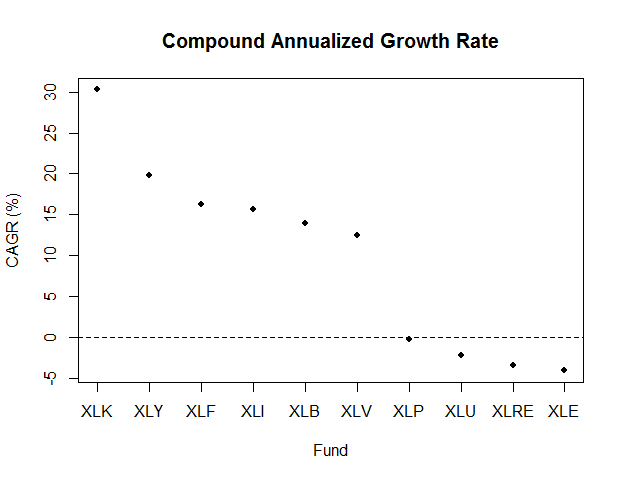 Compound Annualized Growth Rate
CAGR (%)
30
25
20
15
10
5
0
-5
XLK XLY XLF XLI XLB XLV XLP XLU XLRE XLE
Fund